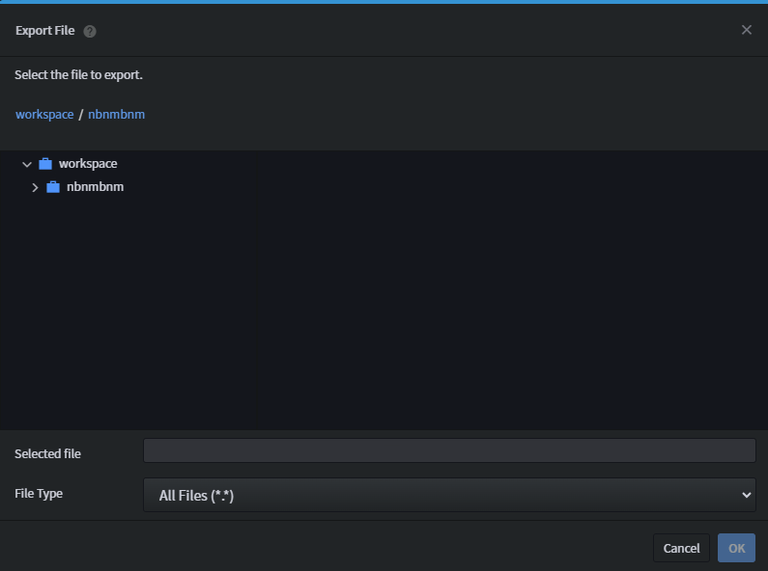 Export File ?
Select the file to export.
workspace / nbnmbnm
workspace
nbnmbnm
Selected file
File Type All Files (*.*)
Cancel OK